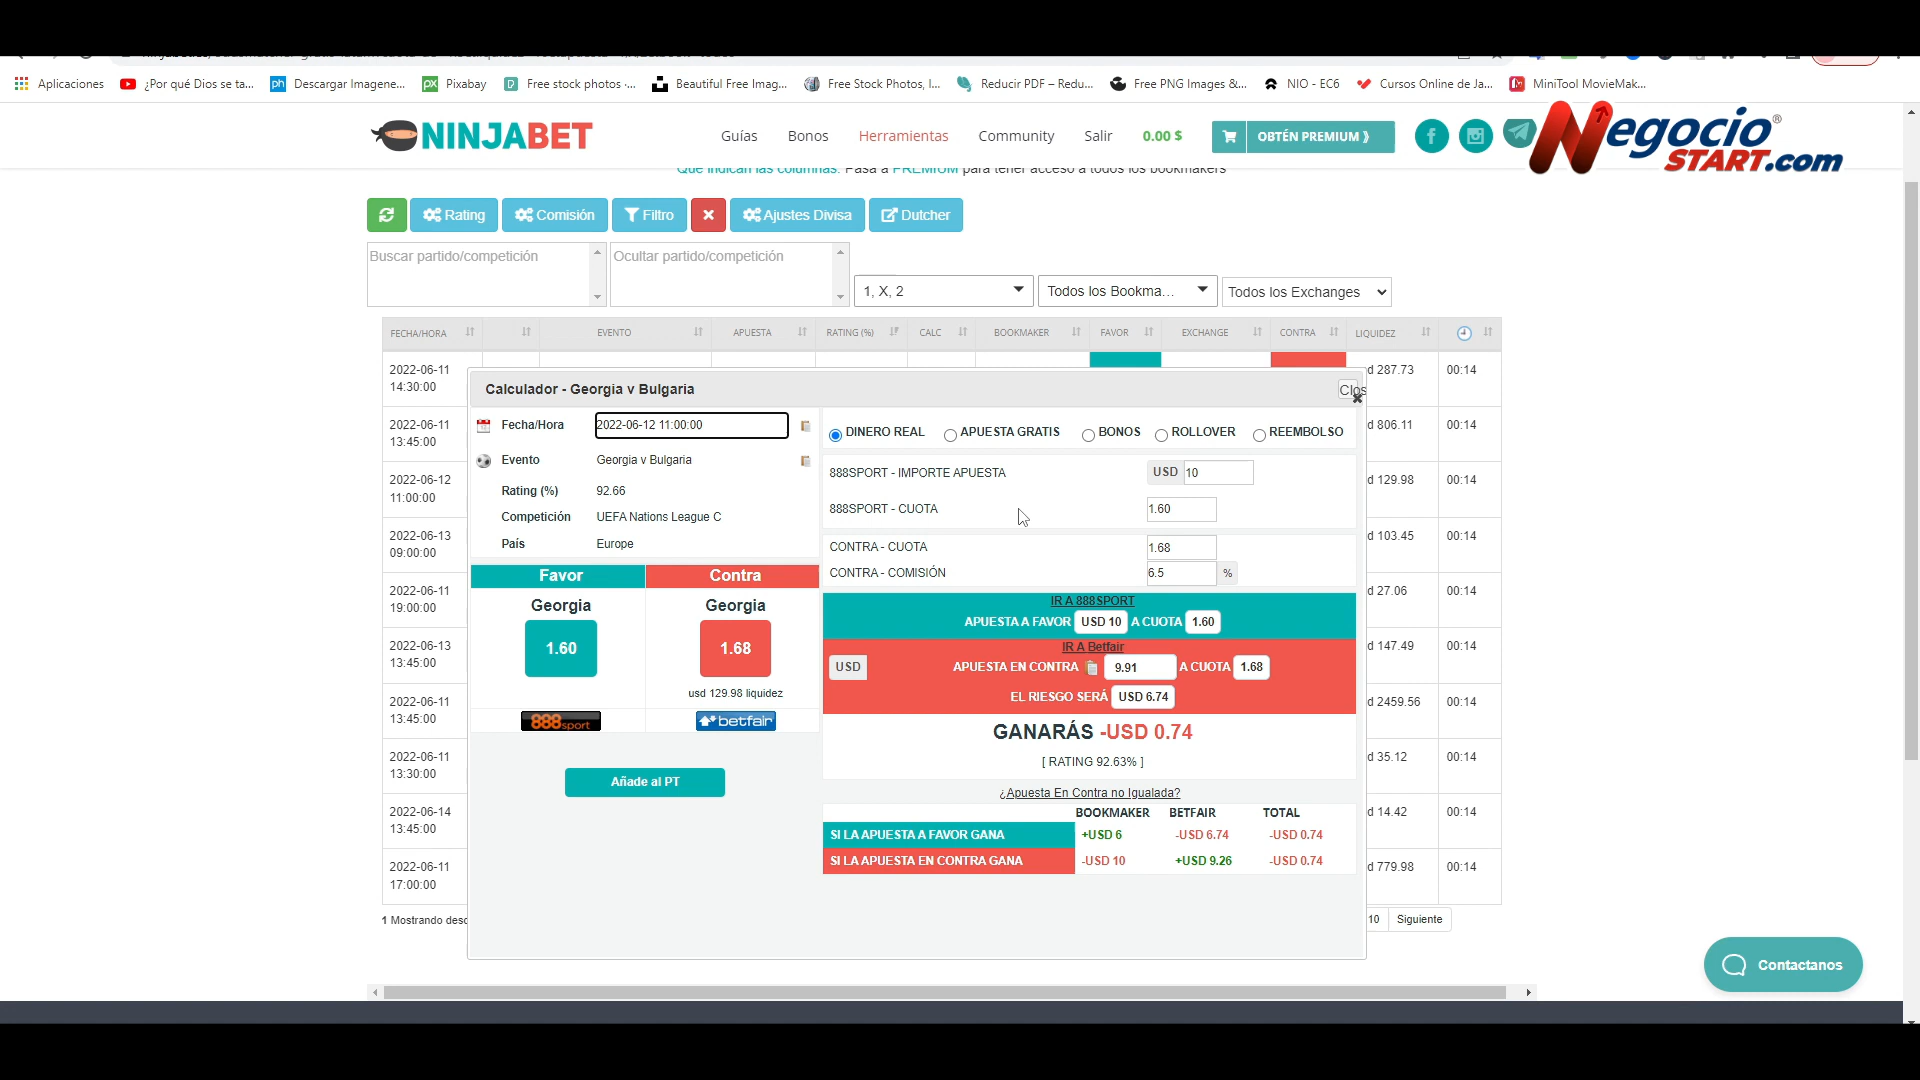 Aplicaciones
¿Por qué Dios se ta...
Descargar Imagene...
Pixabay
Free stock photos ·...
Beautiful Free Imag...
Free Stock Photos, I...
Reducir PDF – Redu...
Free PNG Images &...
NIO - EC6
Cursos Online de Ja...
MiniTool MovieMak...
NINJABET
Guías
Bonos
Herramientas
Community
Salir
0.00 $
OBTÉN PREMIUM ⟩
Negocio®
START.com
Que indican las columnas. Pasa a PREMIUM para tener acceso a todos los bookmakers
Rating
Comisión
Filtro
Ajustes Divisa
Dutcher
Buscar partido/competición
Ocultar partido/competición
1, X, 2
Todos los Bookma...
Todos los Exchanges
FECHA/HORA EVENTO APUESTA RATING (%) CALC BOOKMAKER FAVOR EXCHANGE CONTRA LIQUIDEZ
2022-06-11
14:30:00
d 287.73 00:14
2022-06-11
13:45:00
d 806.11 00:14
2022-06-12
11:00:00
d 129.98 00:14
2022-06-13
09:00:00
d 103.45 00:14
2022-06-11
19:00:00
d 27.06 00:14
2022-06-13
13:45:00
d 147.49 00:14
2022-06-11
13:45:00
d 2459.56 00:14
2022-06-11
13:30:00
d 35.12 00:14
2022-06-14
13:45:00
d 14.42 00:14
2022-06-11
17:00:00
d 779.98 00:14
Calculador - Georgia v Bulgaria
Clos
Fecha/Hora 2022-06-12 11:00:00
Evento Georgia v Bulgaria
Rating (%) 92.66
Competición UEFA Nations League C
País Europe
Favor Contra
Georgia Georgia
1.60 1.68
usd 129.98 liquidez
888sport betfair
Añade al PT
DINERO REAL APUESTA GRATIS BONOS ROLLOVER REEMBOLSO
888SPORT - IMPORTE APUESTA USD 10
888SPORT - CUOTA 1.60
CONTRA - CUOTA 1.68
CONTRA - COMISIÓN 6.5 %
IR A 888SPORT
APUESTA A FAVOR USD 10 A CUOTA 1.60
IR A Betfair
USD APUESTA EN CONTRA 9.91 A CUOTA 1.68
EL RIESGO SERÁ USD 6.74
GANARÁS -USD 0.74
[ RATING 92.63% ]
¿Apuesta En Contra no Igualada?
BOOKMAKER BETFAIR TOTAL
SI LA APUESTA A FAVOR GANA +USD 6 -USD 6.74 -USD 0.74
SI LA APUESTA EN CONTRA GANA -USD 10 +USD 9.26 -USD 0.74
1 Mostrando desd
10 Siguiente
Contactanos